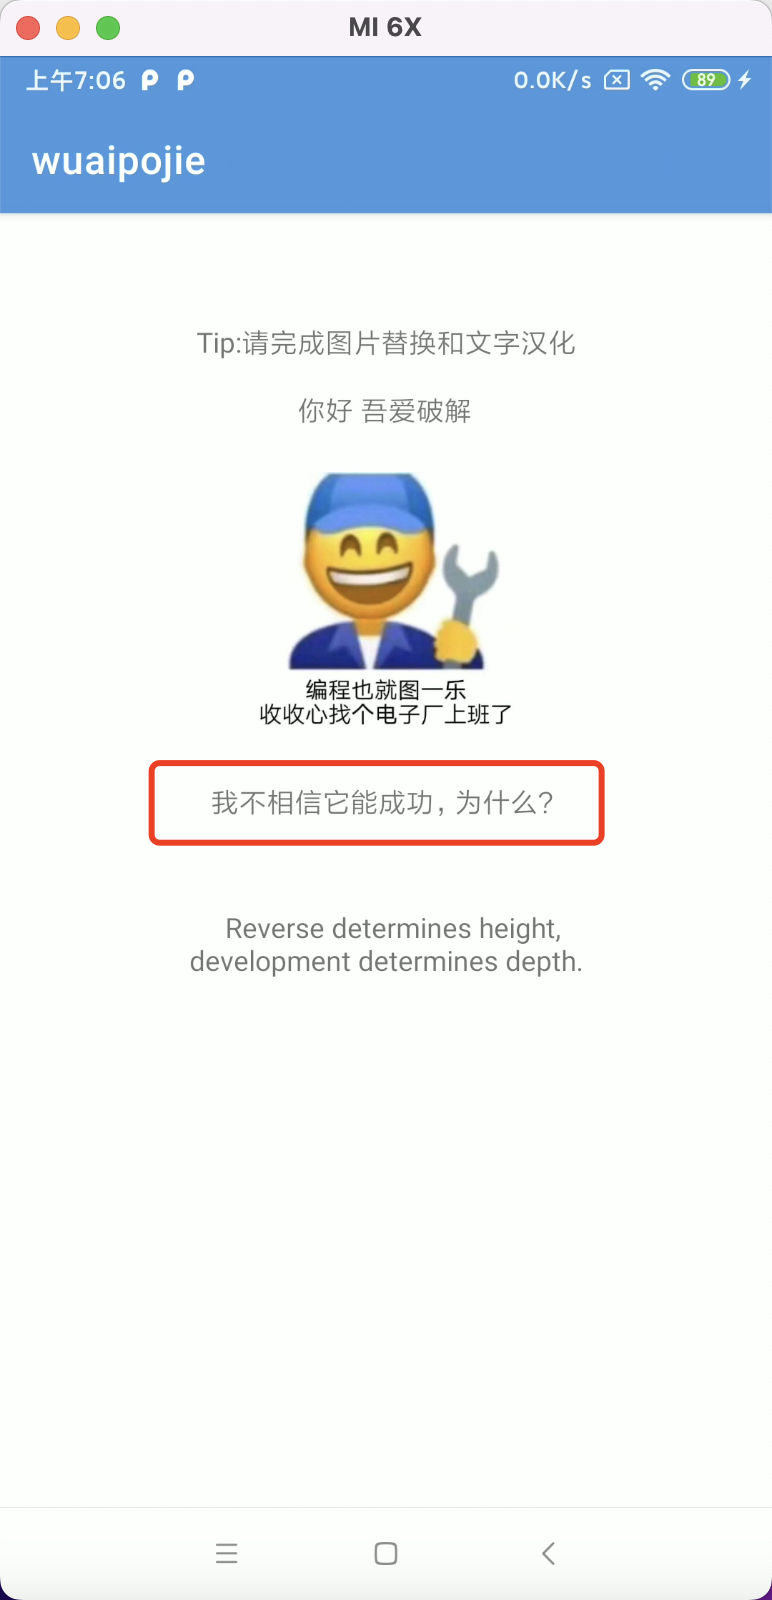 MI 6X
上午7:06
0.0K/s
89
wuaipojie
Tip:请完成图片替换和文字汉化
你好 吾爱破解
编程也就图一乐
收收心找个电子厂上班了
我不相信它能成功，为什么？
Reverse determines height,
development determines depth.